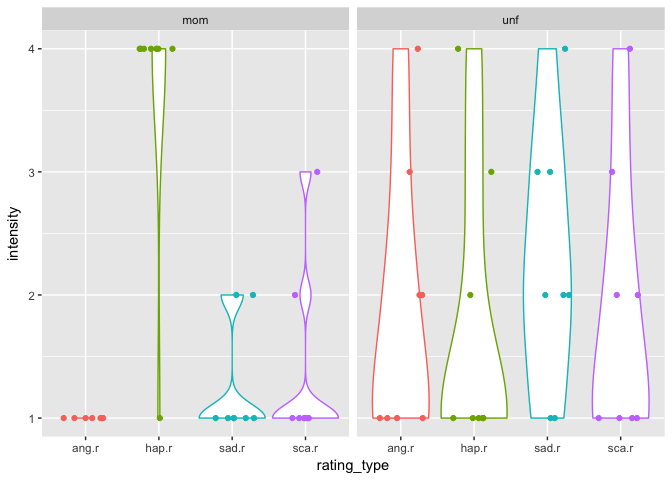 mom unf
intensity
4
3
2
1
ang.r hap.r sad.r sca.r ang.r hap.r sad.r sca.r
rating_type